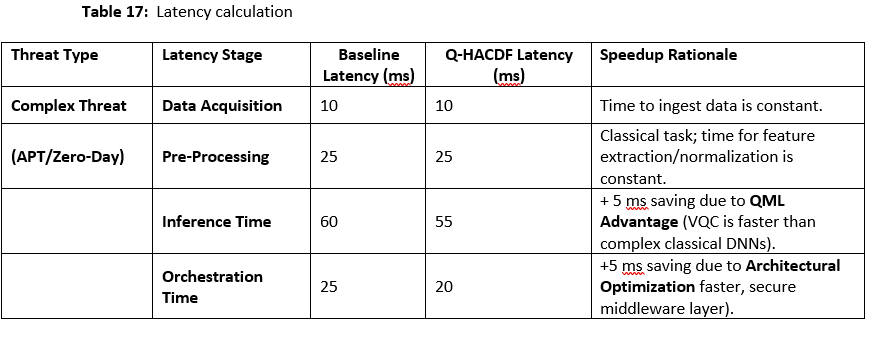 Table 17: Latency calculation
Threat Type
Latency Stage
Baseline
Latency (ms)
Q-HACDF Latency
(ms)
Speedup Rationale
Complex Threat
Data Acquisition
10
10
Time to ingest data is constant.
(APT/Zero-Day)
Pre-Processing
25
25
Classical task; time for feature
extraction/normalization is
constant.
Inference Time
60
55
+ 5 ms saving due to QML
Advantage (VQC is faster than
complex classical DNNs).
Orchestration
Time
25
20
+5 ms saving due to Architectural
Optimization faster, secure
middleware layer).